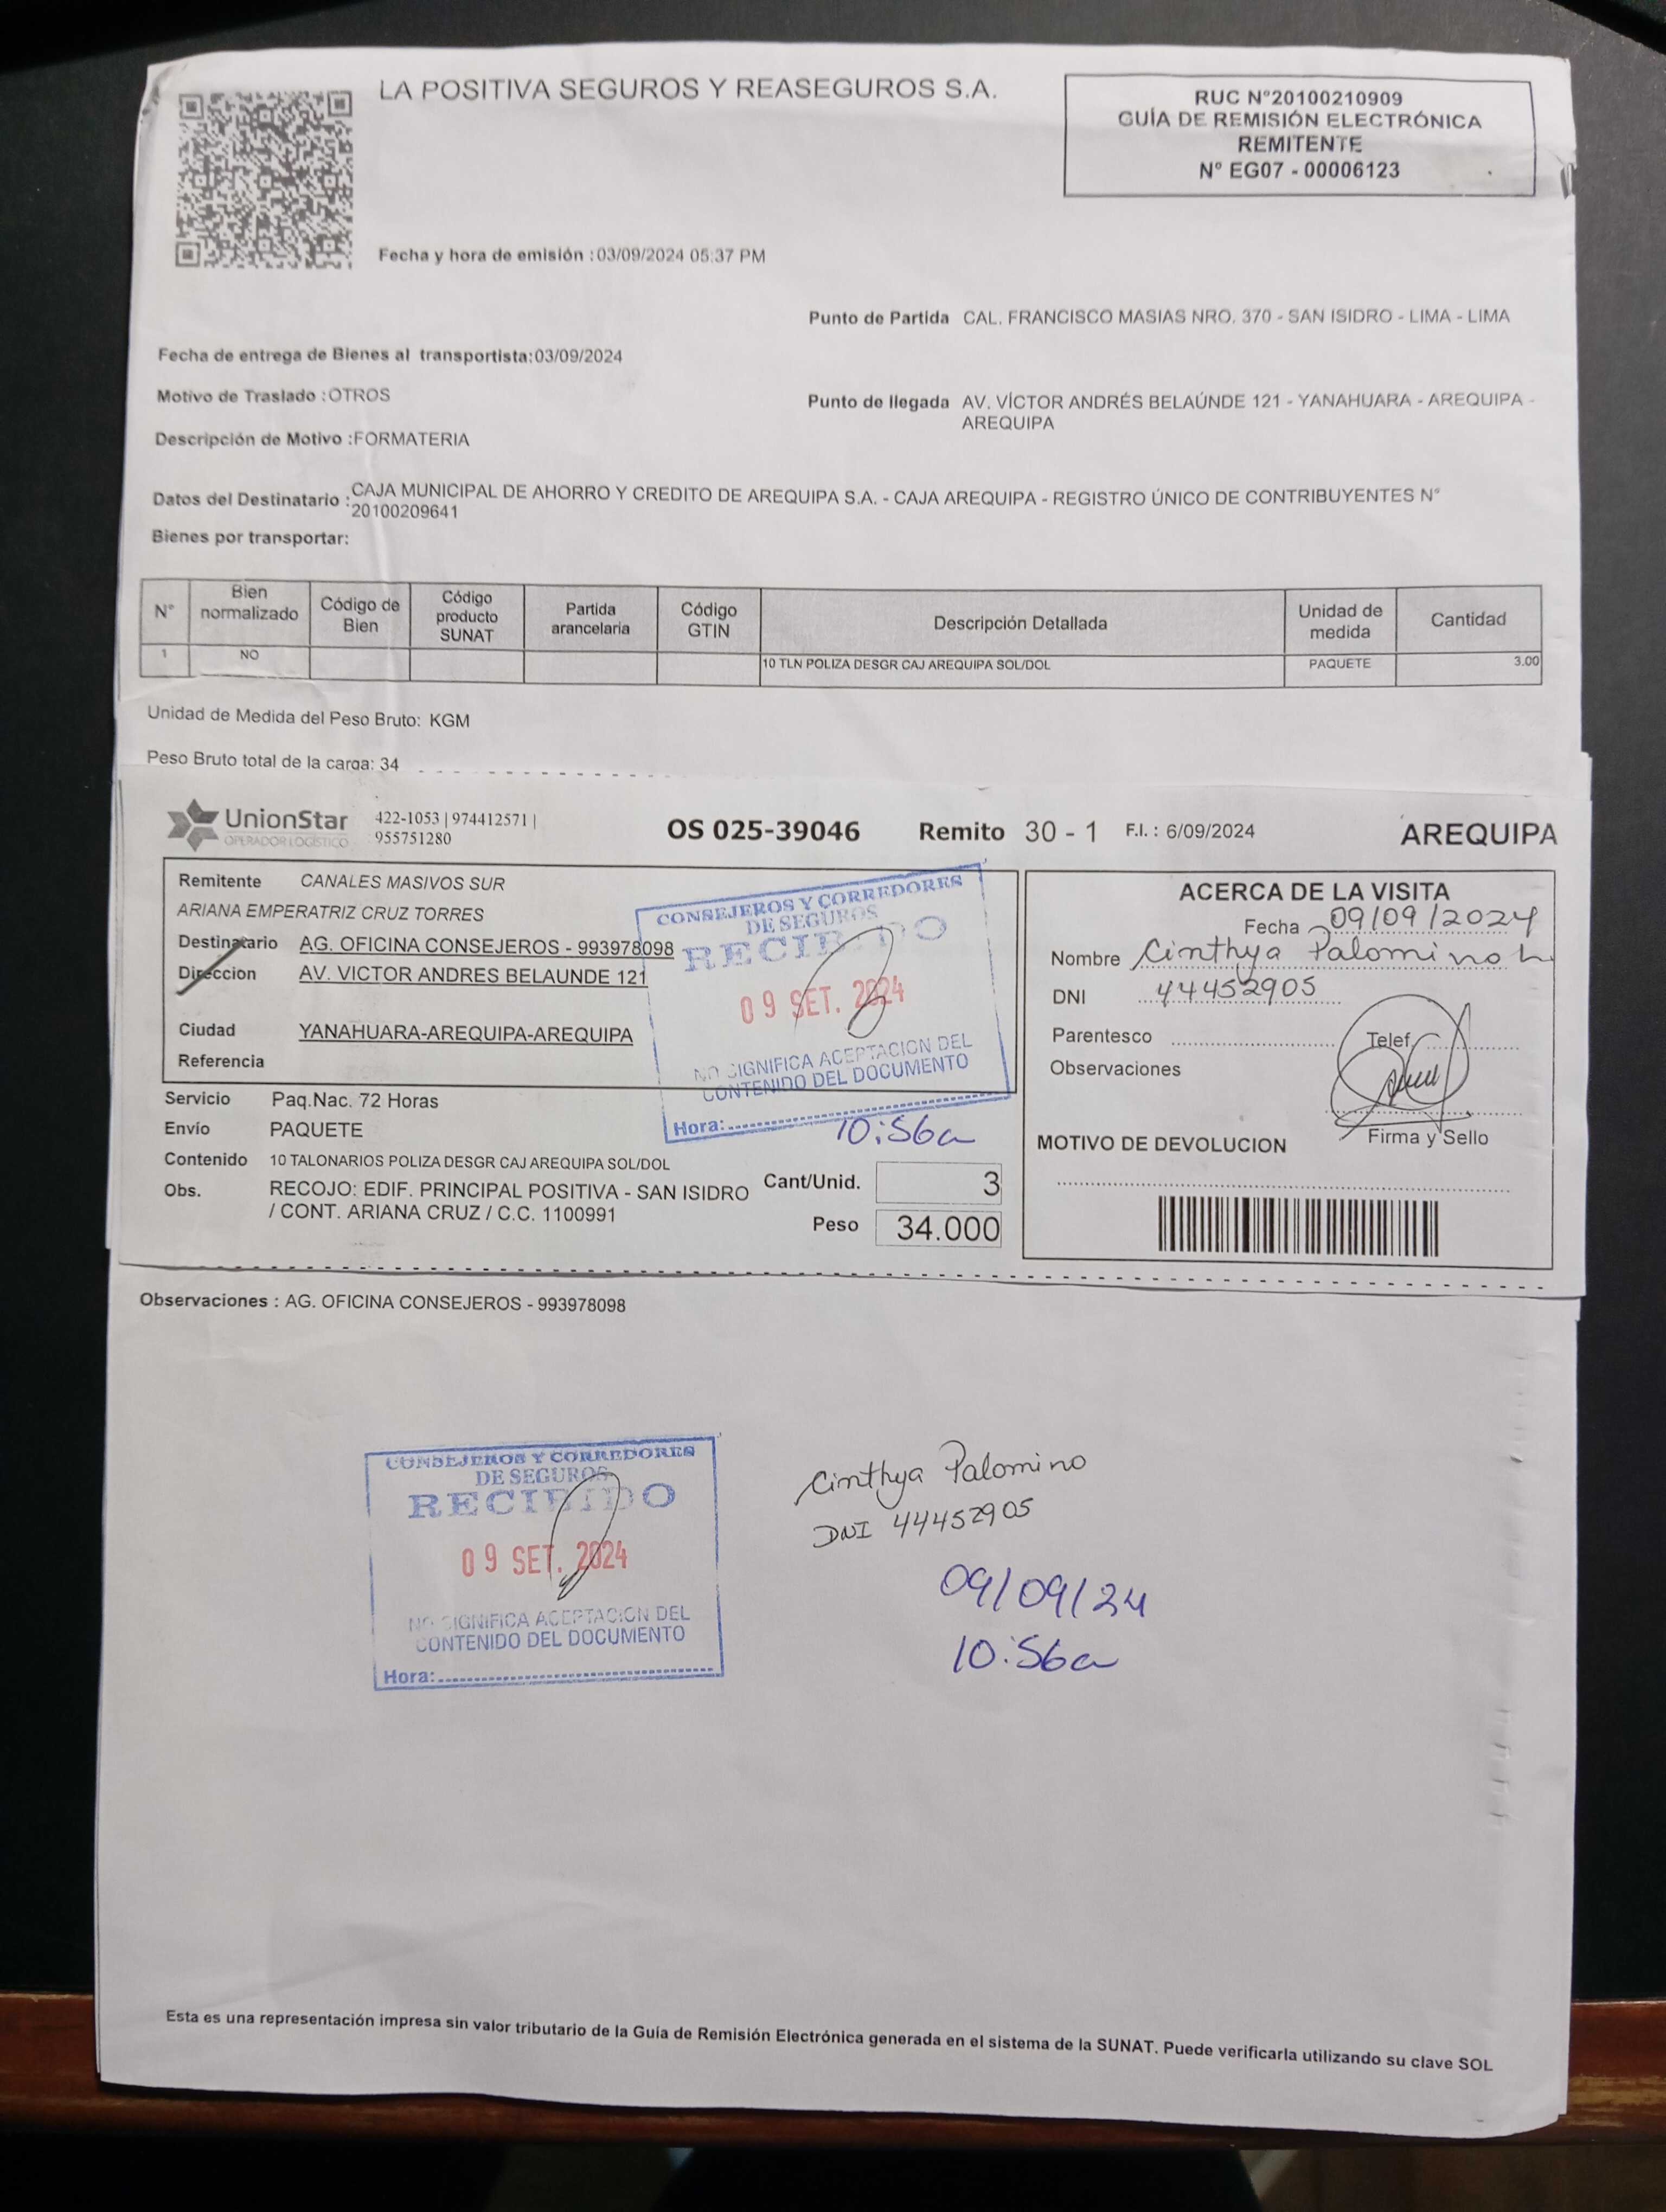 LA POSITIVA SEGUROS Y REASEGUROS S.A.
RUC N°20100210909
GUÍA DE REMISIÓN ELECTRÓNICA
REMITENTE
N° EG07 - 00006123
Fecha y hora de emisión :03/09/2024 05:37 PM
Punto de Partida CAL. FRANCISCO MASIAS NRO. 370 - SAN ISIDRO - LIMA - LIMA
Fecha de entrega de Bienes al transportista:03/09/2024
Motivo de Traslado :OTROS
Punto de llegada AV. VÍCTOR ANDRÉS BELAÚNDE 121 - YANAHUARA - AREQUIPA -
AREQUIPA
Descripción de Motivo :FORMATERIA
Datos del Destinatario : CAJA MUNICIPAL DE AHORRO Y CREDITO DE AREQUIPA S.A. - CAJA AREQUIPA - REGISTRO ÚNICO DE CONTRIBUYENTES N°
20100209641
Bienes por transportar:
N° Bien normalizado Código de Bien Código producto SUNAT Partida arancelaria Código GTIN Descripción Detallada Unidad de medida Cantidad
1 NO 10 TLN POLIZA DESGR CAJ AREQUIPA SOL/DOL PAQUETE 3.00
Unidad de Medida del Peso Bruto: KGM
Peso Bruto total de la carga: 34
UnionStar
OPERADOR LOGISTICO
422-1053 | 974412571 |
955751280
OS 025-39046 Remito 30 - 1 F.I. : 6/09/2024 AREQUIPA
Remitente CANALES MASIVOS SUR
ARIANA EMPERATRIZ CRUZ TORRES
Destinatario AG. OFICINA CONSEJEROS - 993978098
Direccion AV. VICTOR ANDRES BELAUNDE 121
Ciudad YANAHUARA-AREQUIPA-AREQUIPA
Referencia
CONSEJEROS Y CORREDORES
DE SEGUROS
RECIBIDO
09 SET. 2024
NO SIGNIFICA ACEPTACION DEL
CONTENIDO DEL DOCUMENTO
Hora: 10:56a
ACERCA DE LA VISITA
Fecha 09/09/2024
Nombre Cinthya Palomino
DNI 44452905
Parentesco Telef.
Observaciones
Firma y Sello
MOTIVO DE DEVOLUCION
Servicio Paq.Nac. 72 Horas
Envío PAQUETE
Contenido 10 TALONARIOS POLIZA DESGR CAJ AREQUIPA SOL/DOL
Obs. RECOJO: EDIF. PRINCIPAL POSITIVA - SAN ISIDRO
/ CONT. ARIANA CRUZ / C.C. 1100991
Cant/Unid. 3
Peso 34.000
Observaciones : AG. OFICINA CONSEJEROS - 993978098
CONSEJEROS Y CORREDORES
DE SEGUROS
RECIBIDO
09 SET. 2024
NO SIGNIFICA ACEPTACION DEL
CONTENIDO DEL DOCUMENTO
Hora:
Cinthya Palomino
DNI 44452905
09/09/24
10:56a
Esta es una representación impresa sin valor tributario de la Guía de Remisión Electrónica generada en el sistema de la SUNAT. Puede verificarla utilizando su clave SOL